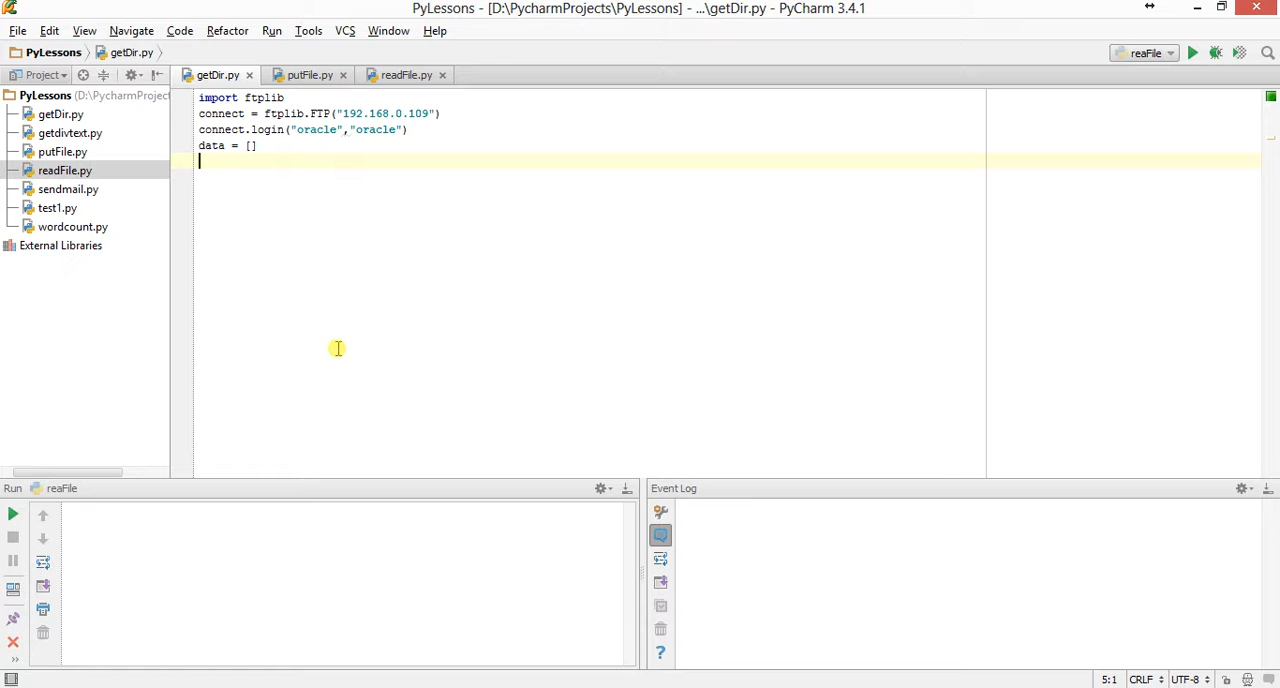 PyLessons - [D:\PycharmProjects\PyLessons] - ...\getDir.py - PyCharm 3.4.1
File Edit View Navigate Code Refactor Run Tools VCS Window Help
PyLessons getDir.py reaFile
Project getDir.py putFile.py readFile.py
PyLessons (D:\PycharmProject
getDir.py
getdivtext.py
putFile.py
readFile.py
sendmail.py
test1.py
wordcount.py
External Libraries
import ftplib
connect = ftplib.FTP("192.168.0.109")
connect.login("oracle","oracle")
data = []
Run reaFile Event Log
5:1 CRLF UTF-8